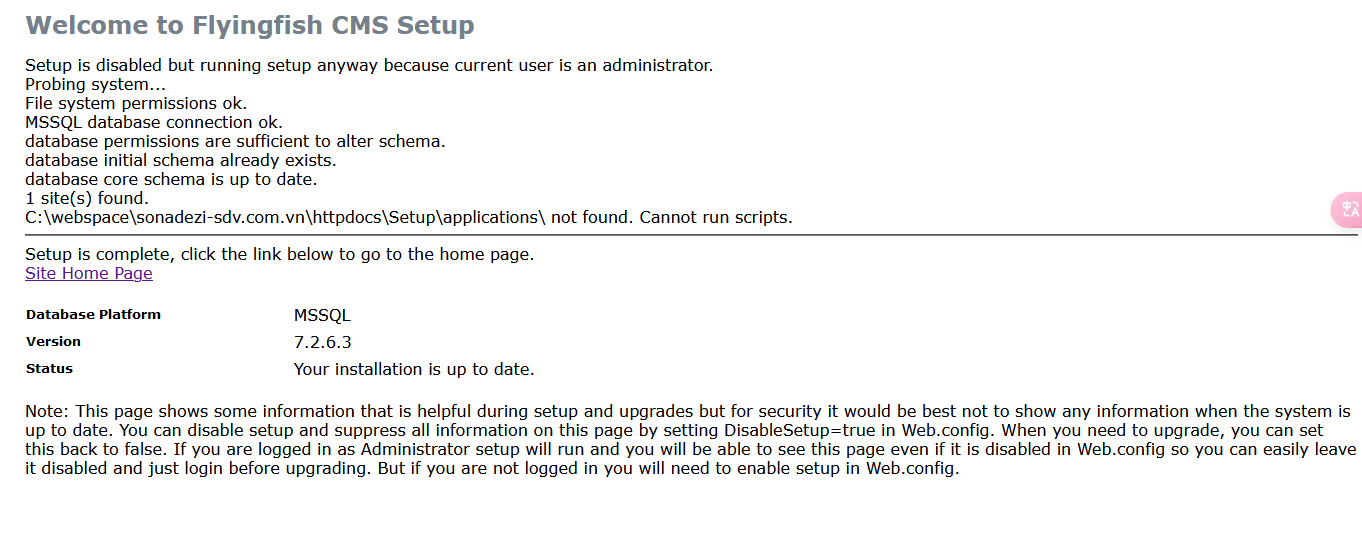 Welcome to Flyingfish CMS Setup
Setup is disabled but running setup anyway because current user is an administrator.
Probing system...
File system permissions ok.
MSSQL database connection ok.
database permissions are sufficient to alter schema.
database initial schema already exists.
database core schema is up to date.
1 site(s) found.
C:\webspace\sonadezi-sdv.com.vn\httpdocs\Setup\applications\ not found. Cannot run scripts.
Setup is complete, click the link below to go to the home page.
Site Home Page
Database Platform MSSQL
Version 7.2.6.3
Status Your installation is up to date.
Note: This page shows some information that is helpful during setup and upgrades but for security it would be best not to show any information when the system is
up to date. You can disable setup and suppress all information on this page by setting DisableSetup=true in Web.config. When you need to upgrade, you can set
this back to false. If you are logged in as Administrator setup will run and you will be able to see this page even if it is disabled in Web.config so you can easily leave
it disabled and just login before upgrading. But if you are not logged in you will need to enable setup in Web.config.